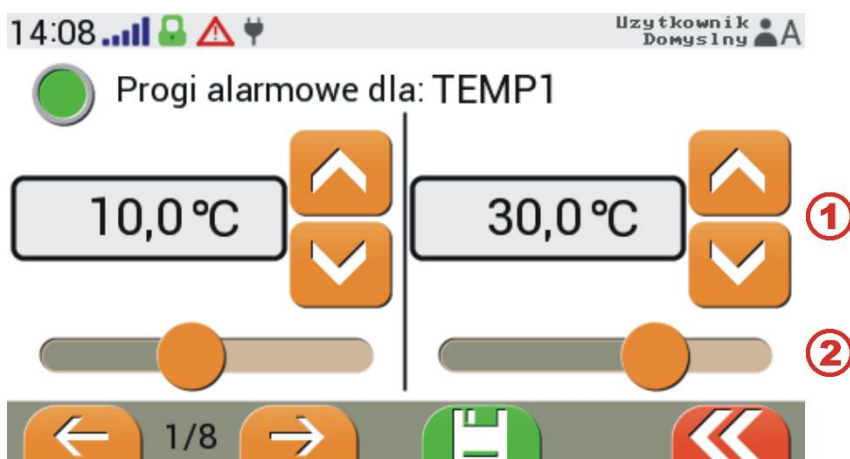 14:08
Uzytkownik
Domyslny
A
Progi alarmowe dla: TEMP1
10,0 °C
30,0 °C
1
2
1/8